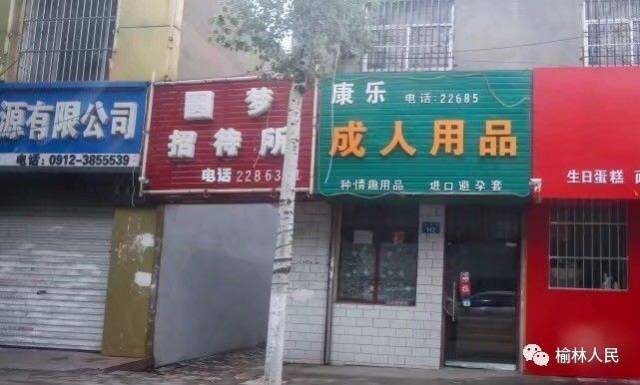 源有限公司
电话：0912-3855539
圆梦
招待所
电话 2286
康乐 电话：22685
成人用品
种情趣用品 进口避孕套
生日蛋糕
榆林人民